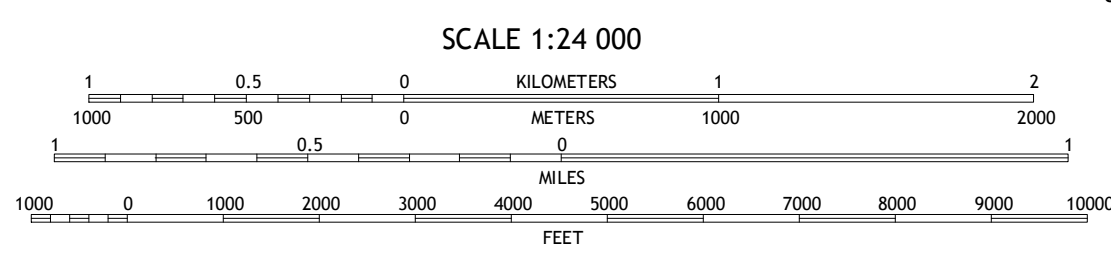 SCALE 1:24 000
1 0.5 0 KILOMETERS 1 2
1000 500 0 METERS 1000 2000
1 0.5 0 1
MILES
1000 0 1000 2000 3000 4000 5000 6000 7000 8000 9000 10000
FEET